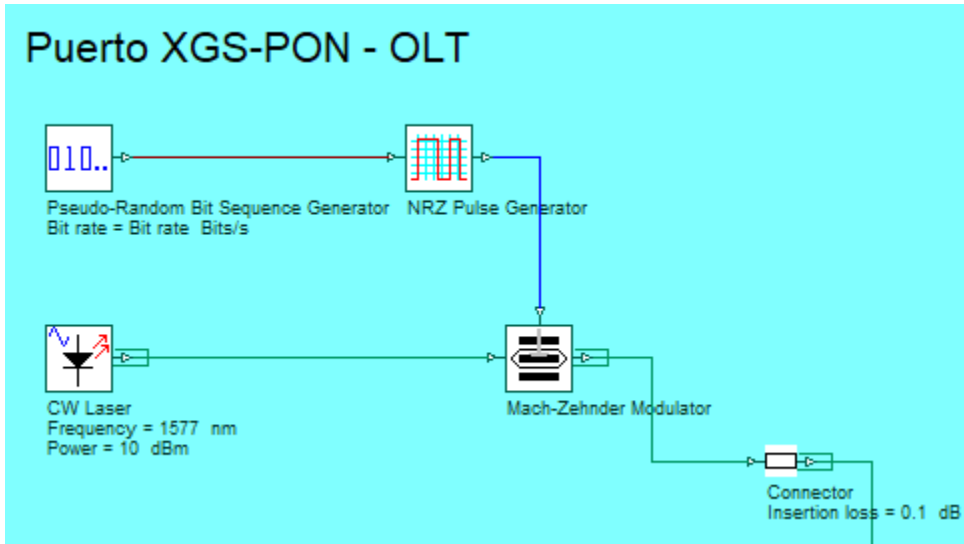 Puerto XGS-PON - OLT
010..
Pseudo-Random Bit Sequence Generator
Bit rate = Bit rate Bits/s
NRZ Pulse Generator
CW Laser
Frequency = 1577 nm
Power = 10 dBm
Mach-Zehnder Modulator
Connector
Insertion loss = 0.1 dB